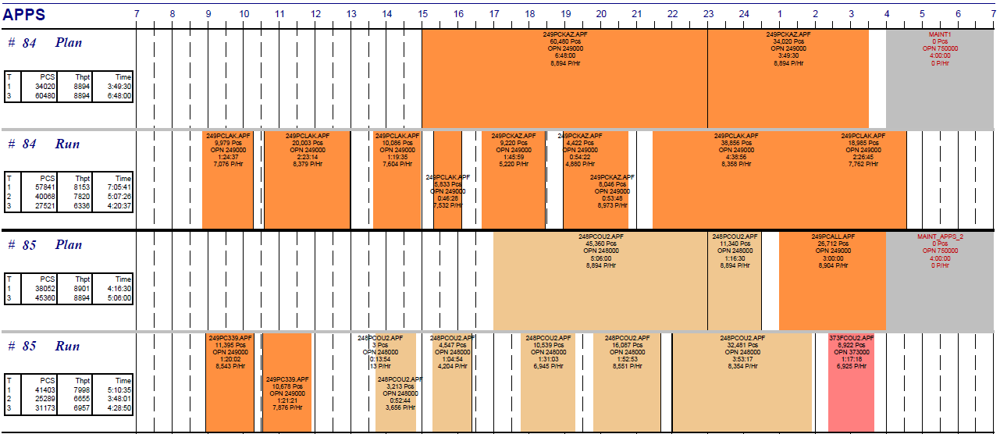 APPS 7 8 9 10 11 12 13 14 15 16 17 18 19 20 21 22 23 24 1 2 3 4 5 6 7
# 84 Plan
T PCS Thpt Time
1 34020 8894 3:49:30
3 60480 8894 6:48:00
249PCKAZ.APF
60,480 Pcs
OPN 249000
6:48:00
8,894 P/Hr
249PCKAZ.APF
34,020 Pcs
OPN 249000
3:49:30
8,894 P/Hr
MAINT1
0 Pcs
OPN 750000
4:00:00
0 P/Hr
# 84 Run
T PCS Thpt Time
1 57841 8153 7:05:41
2 40068 7820 5:07:26
3 27521 6336 4:20:37
249PCLAK.APF
9,979 Pcs
OPN 249000
1:24:37
7,076 P/Hr
249PCLAK.APF
20,003 Pcs
OPN 249000
2:23:14
8,379 P/Hr
249PCLAK.APF
10,086 Pcs
OPN 249000
1:19:35
7,604 P/Hr
249PCLAK.APF
5,833 Pcs
OPN 249000
0:46:28
7,532 P/Hr
249PCKAZ.APF
9,220 Pcs
OPN 249000
1:45:59
5,220 P/Hr
249PCKAZ.APF
4,422 Pcs
OPN 249000
0:54:22
4,880 P/Hr
249PCKAZ.APF
8,046 Pcs
OPN 249000
0:53:48
8,973 P/Hr
249PCLAK.APF
38,856 Pcs
OPN 249000
4:38:56
8,358 P/Hr
249PCLAK.APF
18,985 Pcs
OPN 249000
2:26:45
7,762 P/Hr
# 85 Plan
T PCS Thpt Time
1 38052 8901 4:16:30
3 45360 8894 5:06:00
248PCOU2.APF
45,360 Pcs
OPN 248000
5:06:00
8,894 P/Hr
248PCOU2.APF
11,340 Pcs
OPN 248000
1:16:30
8,894 P/Hr
249PCALL.APF
26,712 Pcs
OPN 249000
3:00:00
8,904 P/Hr
MAINT_APPS_2
0 Pcs
OPN 750000
4:00:00
0 P/Hr
# 85 Run
T PCS Thpt Time
1 41403 7998 5:10:35
2 25289 6655 3:48:01
3 31173 6957 4:28:50
249PC339.APF
11,395 Pcs
OPN 249000
1:20:02
8,543 P/Hr
249PC339.APF
10,678 Pcs
OPN 249000
1:21:21
7,876 P/Hr
248PCOU2.APF
3 Pcs
OPN 248000
0:13:54
13 P/Hr
248PCOU2.APF
3,213 Pcs
OPN 248000
0:52:44
3,656 P/Hr
248PCOU2.APF
4,547 Pcs
OPN 248000
1:04:54
4,204 P/Hr
248PCOU2.APF
10,539 Pcs
OPN 248000
1:31:03
6,945 P/Hr
248PCOU2.APF
16,087 Pcs
OPN 248000
1:52:53
8,551 P/Hr
248PCOU2.APF
32,481 Pcs
OPN 248000
3:53:17
8,354 P/Hr
373FCOU2.APF
8,922 Pcs
OPN 373000
1:17:18
6,925 P/Hr